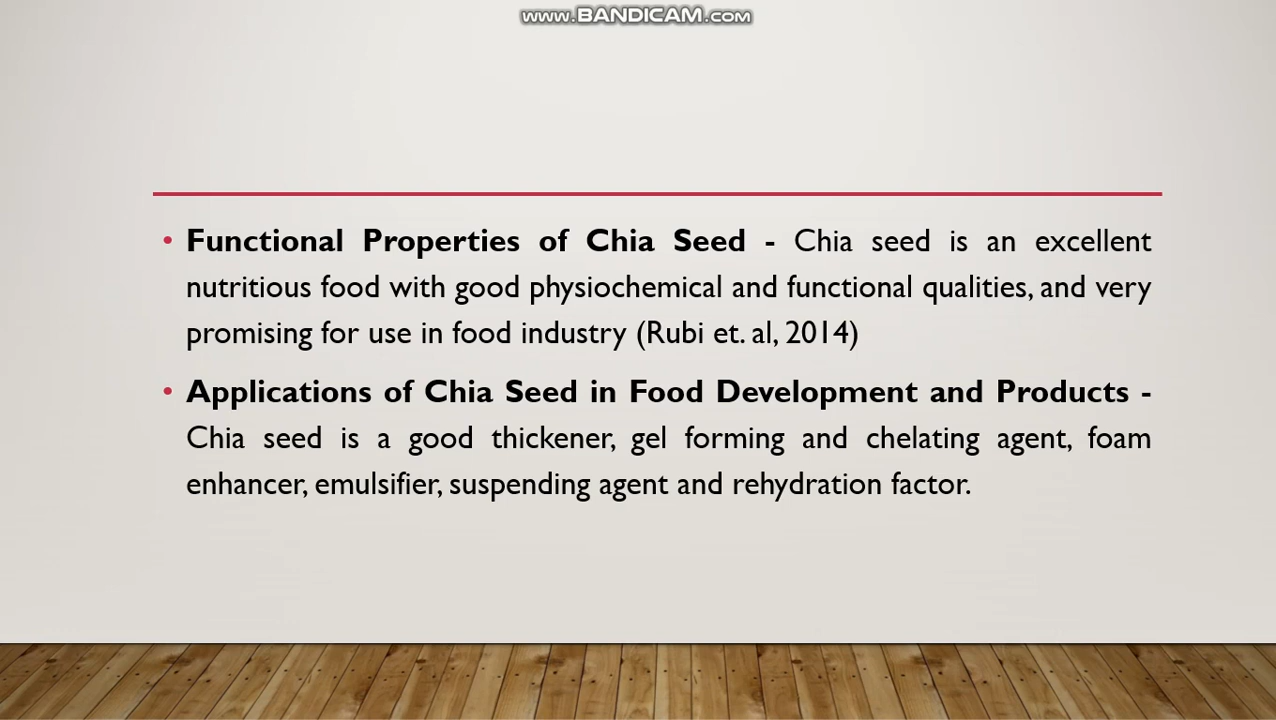 www.BANDICAM.com
• Functional Properties of Chia Seed - Chia seed is an excellent
nutritious food with good physiochemical and functional qualities, and very
promising for use in food industry (Rubi et. al, 2014)
• Applications of Chia Seed in Food Development and Products -
Chia seed is a good thickener, gel forming and chelating agent, foam
enhancer, emulsifier, suspending agent and rehydration factor.